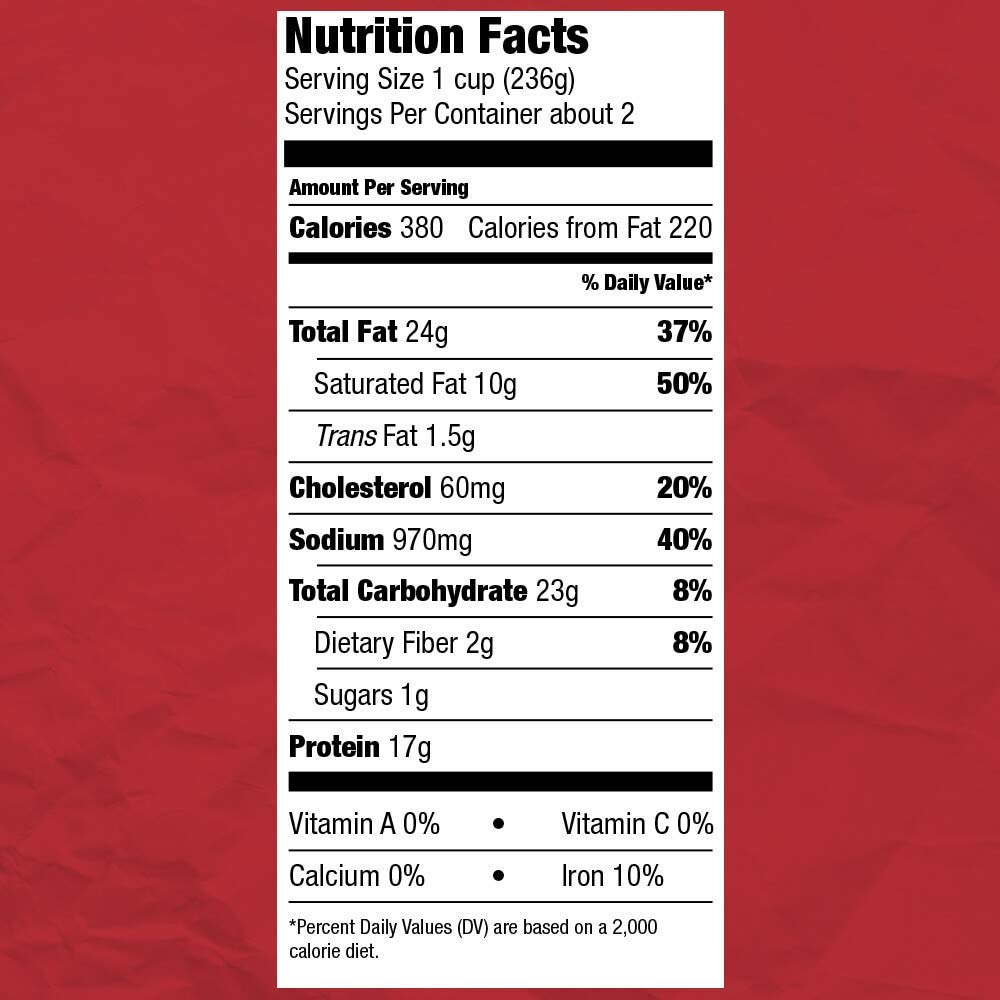 Nutrition Facts
Serving Size 1 cup (236g)
Servings Per Container about 2
Amount Per Serving
Calories 380 Calories from Fat 220
% Daily Value*
Total Fat 24g 37%
Saturated Fat 10g 50%
Trans Fat 1.5g
Cholesterol 60mg 20%
Sodium 970mg 40%
Total Carbohydrate 23g 8%
Dietary Fiber 2g 8%
Sugars 1g
Protein 17g
Vitamin A 0% • Vitamin C 0%
Calcium 0% • Iron 10%
*Percent Daily Values (DV) are based on a 2,000
calorie diet.